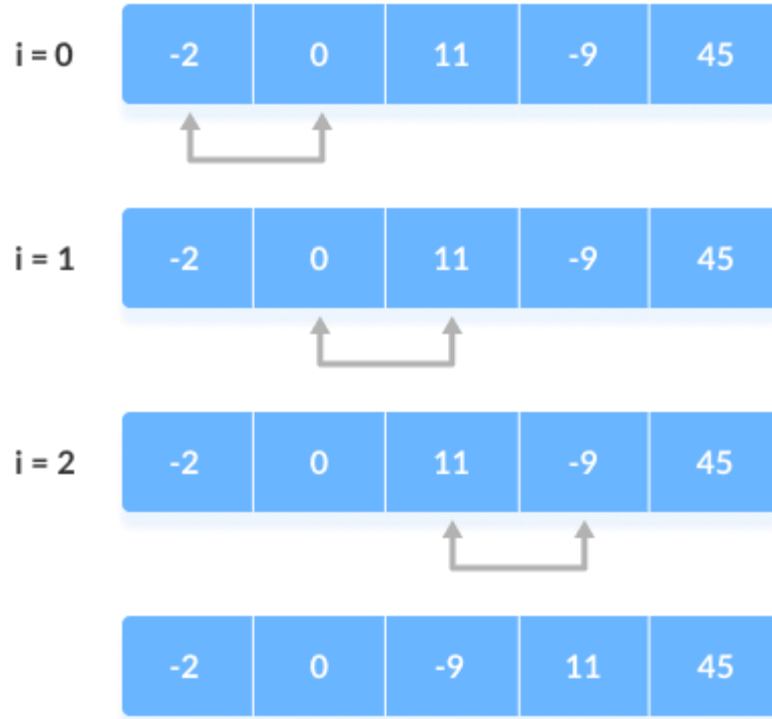 i = 0 -2 0 11 -9 45
i = 1 -2 0 11 -9 45
i = 2 -2 0 11 -9 45
-2 0 -9 11 45